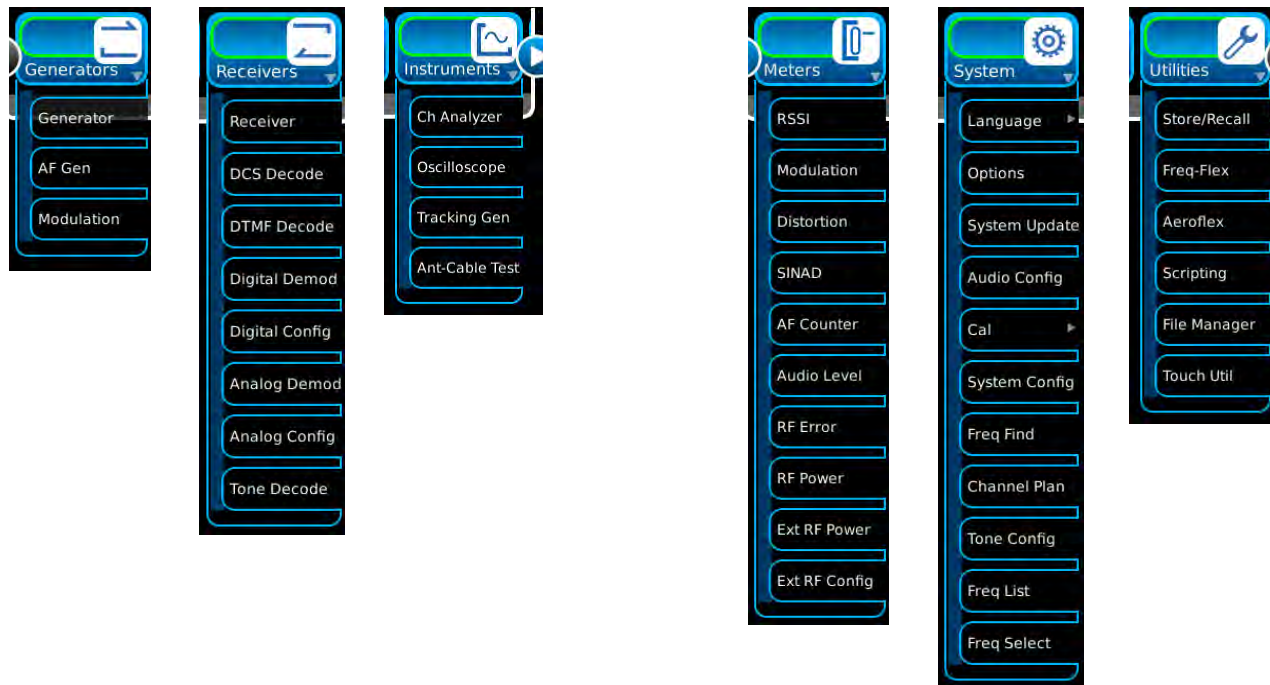 Generators
Generator
AF Gen
Modulation
Receivers
Receiver
DCS Decode
DTMF Decode
Digital Demod
Digital Config
Analog Demod
Analog Config
Tone Decode
Instruments
Ch Analyzer
Oscilloscope
Tracking Gen
Ant-Cable Test
Meters
RSSI
Modulation
Distortion
SINAD
AF Counter
Audio Level
RF Error
RF Power
Ext RF Power
Ext RF Config
System
Language
Options
System Update
Audio Config
Cal
System Config
Freq Find
Channel Plan
Tone Config
Freq List
Freq Select
Utilities
Store/Recall
Freq-Flex
Aeroflex
Scripting
File Manager
Touch Util